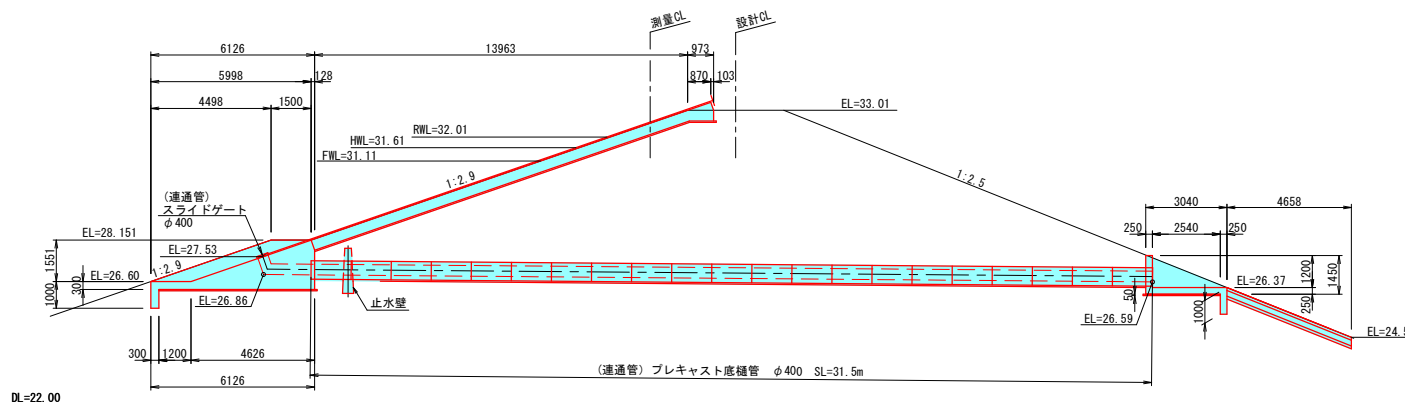 測量CL
設計CL
6126
13963
973
5998
128
870
103
4498
1500
EL=33.01
RWL=32.01
HWL=31.61
FWL=31.11
1:2.9
1:2.5
(連通管)
スライドゲート
φ400
3040
4658
250
2540
250
EL=28.151
EL=27.53
1551
1:2.9
EL=26.60
300
1000
EL=26.86
止水壁
50
EL=26.59
1000
250
1200
1450
EL=26.37
EL=24.5
300
1200
4626
6126
(連通管) プレキャスト底樋管 φ400 SL=31.5m
DL=22.00